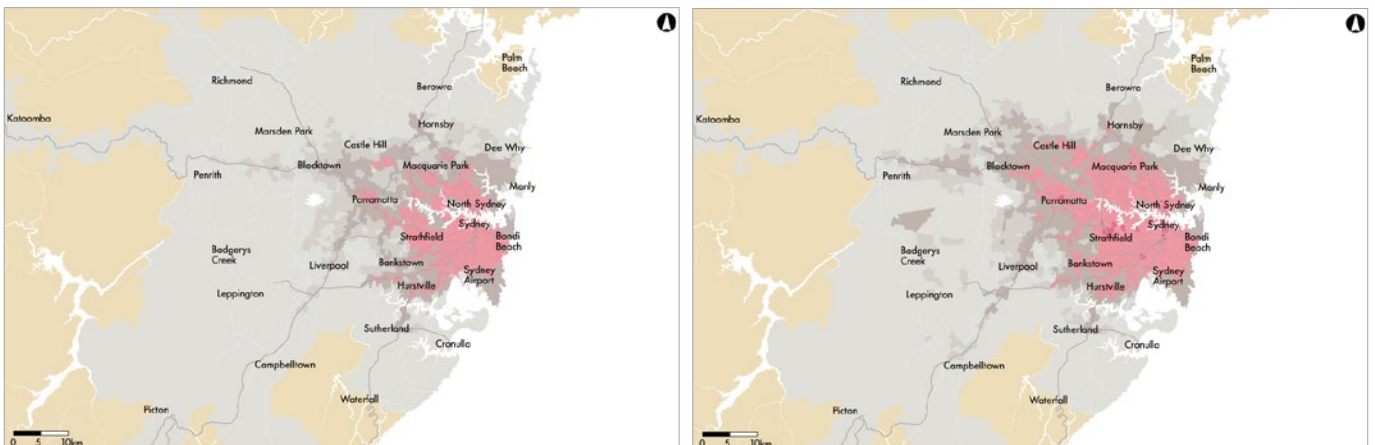 Palm
Beach
Richmond
Berowra
Katoomba
Hornsby
Marsden Park
Castle Hill
Dee Why
Blacktown
Macquarie Park
Penrith
Manly
Parramatta
North Sydney
Sydney
Strathfield
Bondi
Beach
Badgerys
Creek
Liverpool
Bankstown
Sydney
Airport
Leppington
Hurstville
Sutherland
Cronulla
Campbelltown
Waterfall
Picton
0 5 10km
Palm
Beach
Richmond
Berowra
Katoomba
Hornsby
Marsden Park
Castle Hill
Dee Why
Blacktown
Macquarie Park
Penrith
Manly
Parramatta
North Sydney
Sydney
Strathfield
Bondi
Beach
Badgerys
Creek
Liverpool
Bankstown
Sydney
Airport
Leppington
Hurstville
Sutherland
Cronulla
Campbelltown
Waterfall
Picton
0 5 10km